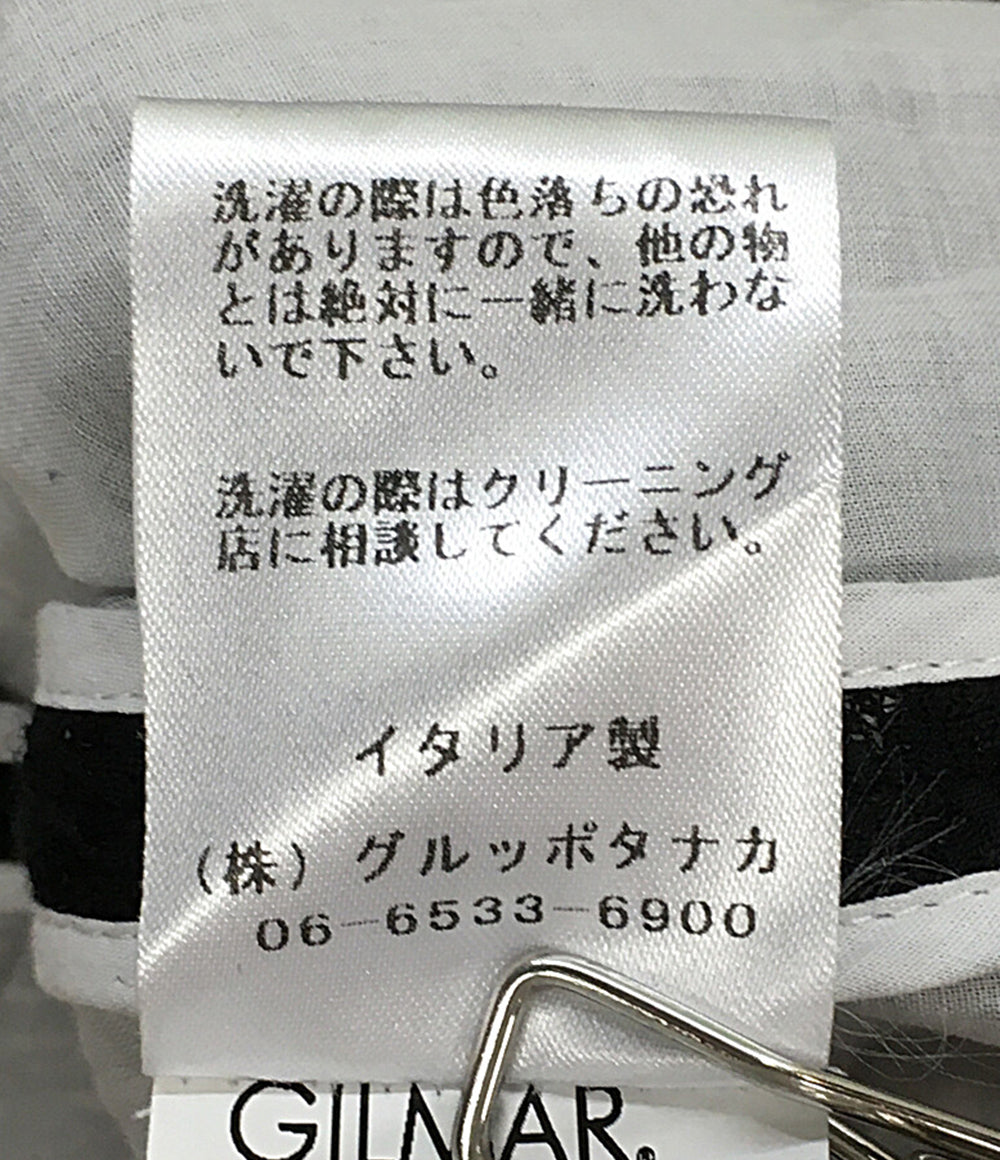 洗濯の際は色落ちの恐れ
がありますので、他の物
とは絶対に一緒に洗わな
いで下さい。
洗濯の際はクリーニング
店に相談してください。
イタリア製
(株) グルッポタナカ
06-6533-6900
GILMAR®